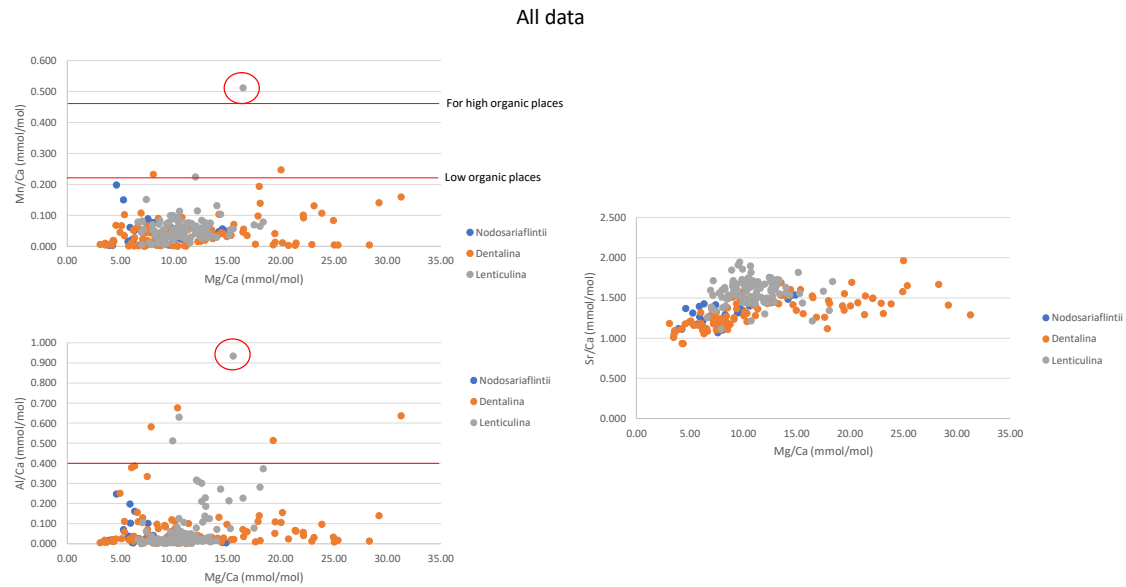 All data
Mn/Ca (mmol/mol)
0.600
0.500
0.400
0.300
0.200
0.100
0.000
0.00 5.00 10.00 15.00 20.00 25.00 30.00 35.00
Mg/Ca (mmol/mol)
For high organic places
Low organic places
Nodosariaflintii
Dentalina
Lenticulina
Al/Ca (mmol/mol)
1.000
0.900
0.800
0.700
0.600
0.500
0.400
0.300
0.200
0.100
0.000
0.00 5.00 10.00 15.00 20.00 25.00 30.00 35.00
Mg/Ca (mmol/mol)
Nodosariaflintii
Dentalina
Lenticulina
Sr/Ca (mmol/mol)
2.500
2.000
1.500
1.000
0.500
0.000
0.00 5.00 10.00 15.00 20.00 25.00 30.00 35.00
Mg/Ca (mmol/mol)
Nodosariaflintii
Dentalina
Lenticulina